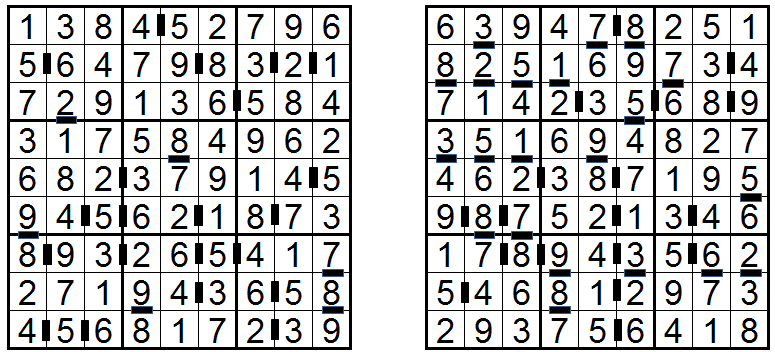 1 3 8 4 5 2 7 9 6
5 6 4 7 9 8 3 2 1
7 2 9 1 3 6 5 8 4
3 1 7 5 8 4 9 6 2
6 8 2 3 7 9 1 4 5
9 4 5 6 2 1 8 7 3
8 9 3 2 6 5 4 1 7
2 7 1 9 4 3 6 5 8
4 5 6 8 1 7 2 3 9
6 3 9 4 7 8 2 5 1
8 2 5 1 6 9 7 3 4
7 1 4 2 3 5 6 8 9
3 5 1 6 9 4 8 2 7
4 6 2 3 8 7 1 9 5
9 8 7 5 2 1 3 4 6
1 7 8 9 4 3 5 6 2
5 4 6 8 1 2 9 7 3
2 9 3 7 5 6 4 1 8